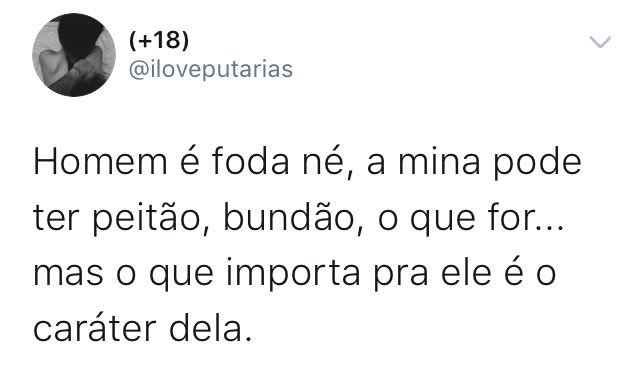 (+18)
@iloveputarias
Homem é foda né, a mina pode
ter peitão, bundão, o que for...
mas o que importa pra ele é o
caráter dela.